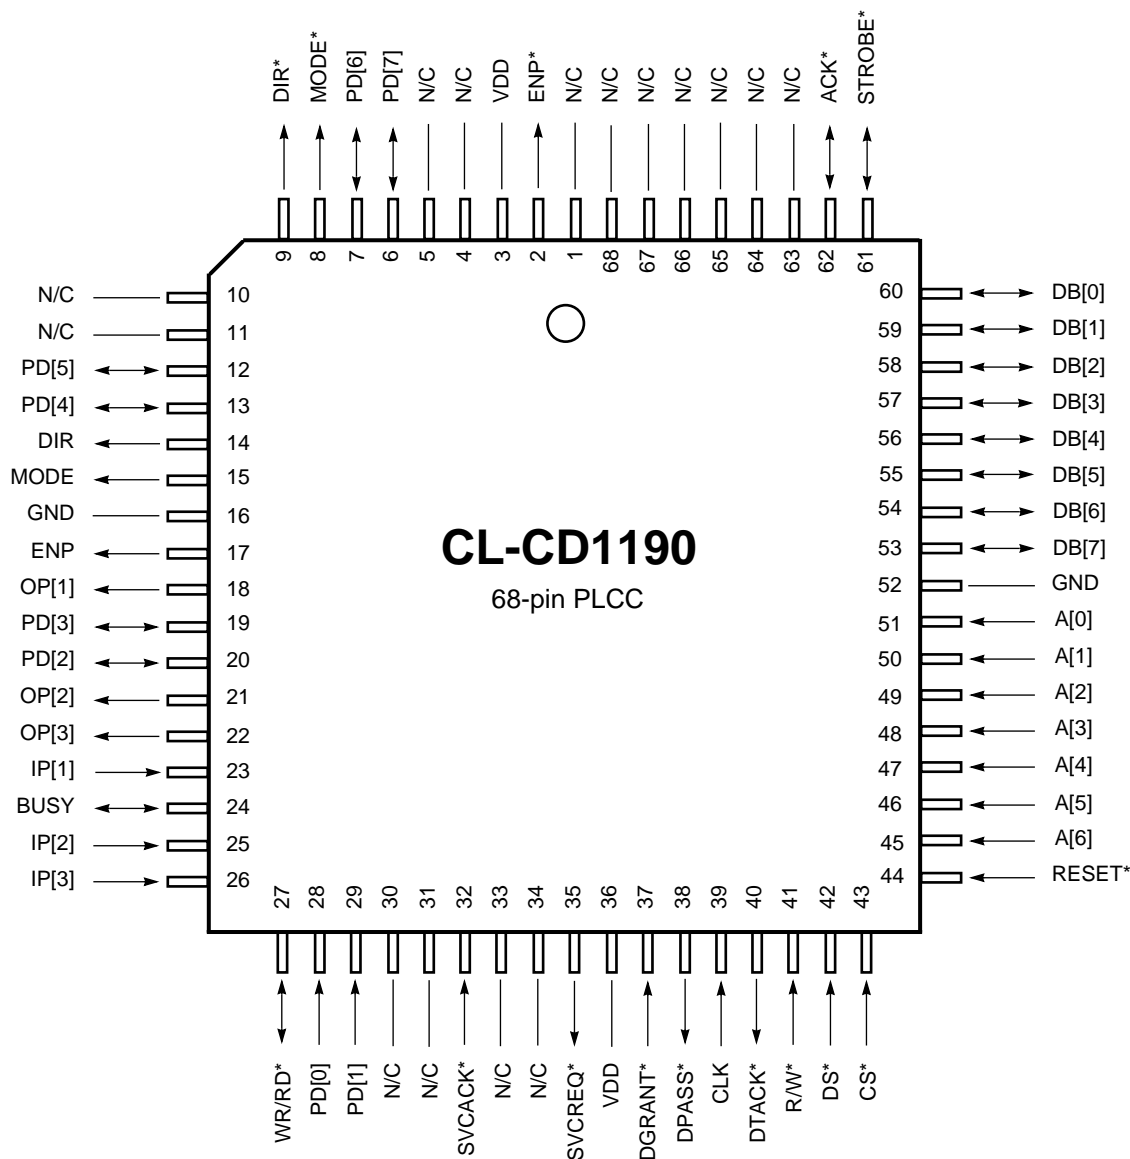 DIR*
MODE*
PD[6]
PD[7]
N/C
N/C
VDD
ENP*
N/C
N/C
N/C
N/C
N/C
N/C
N/C
ACK*
STROBE*
9
8
7
6
5
4
3
2
1
68
67
66
65
64
63
62
61
N/C 10
N/C 11
PD[5] 12
PD[4] 13
DIR 14
MODE 15
GND 16
ENP 17
OP[1] 18
PD[3] 19
PD[2] 20
OP[2] 21
OP[3] 22
IP[1] 23
BUSY 24
IP[2] 25
IP[3] 26
CL-CD1190
68-pin PLCC
60 DB[0]
59 DB[1]
58 DB[2]
57 DB[3]
56 DB[4]
55 DB[5]
54 DB[6]
53 DB[7]
52 GND
51 A[0]
50 A[1]
49 A[2]
48 A[3]
47 A[4]
46 A[5]
45 A[6]
44 RESET*
27
28
29
30
31
32
33
34
35
36
37
38
39
40
41
42
43
WR/RD*
PD[0]
PD[1]
N/C
N/C
SVCACK*
N/C
N/C
SVCREQ*
VDD
DGRANT*
DPASS*
CLK
DTACK*
R/W*
DS*
CS*